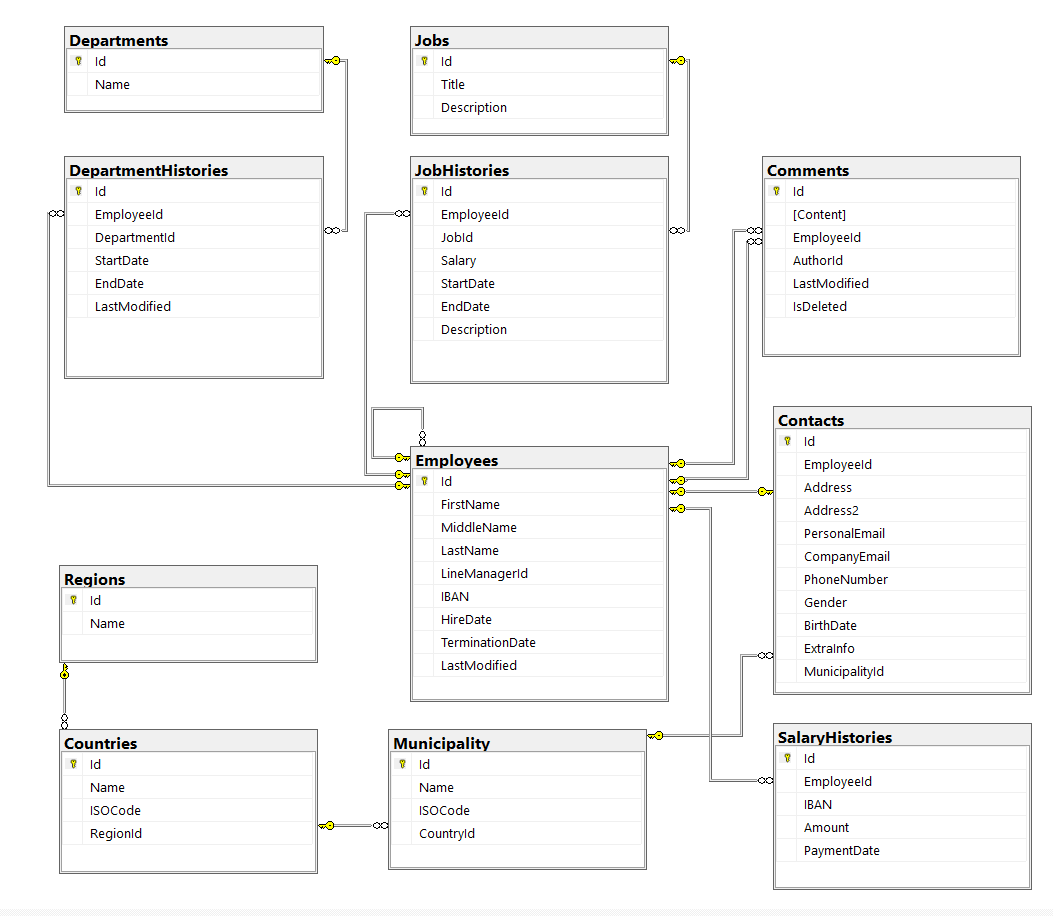 Departments
Id
Name
Jobs
Id
Title
Description
DepartmentHistories
Id
EmployeeId
DepartmentId
StartDate
EndDate
LastModified
JobHistories
Id
EmployeeId
JobId
Salary
StartDate
EndDate
Description
Comments
Id
[Content]
EmployeeId
AuthorId
LastModified
IsDeleted
Employees
Id
FirstName
MiddleName
LastName
LineManagerId
IBAN
HireDate
TerminationDate
LastModified
Contacts
Id
EmployeeId
Address
Address2
PersonalEmail
CompanyEmail
PhoneNumber
Gender
BirthDate
ExtraInfo
MunicipalityId
Regions
Id
Name
Countries
Id
Name
ISOCode
RegionId
Municipality
Id
Name
ISOCode
CountryId
SalaryHistories
Id
EmployeeId
IBAN
Amount
PaymentDate